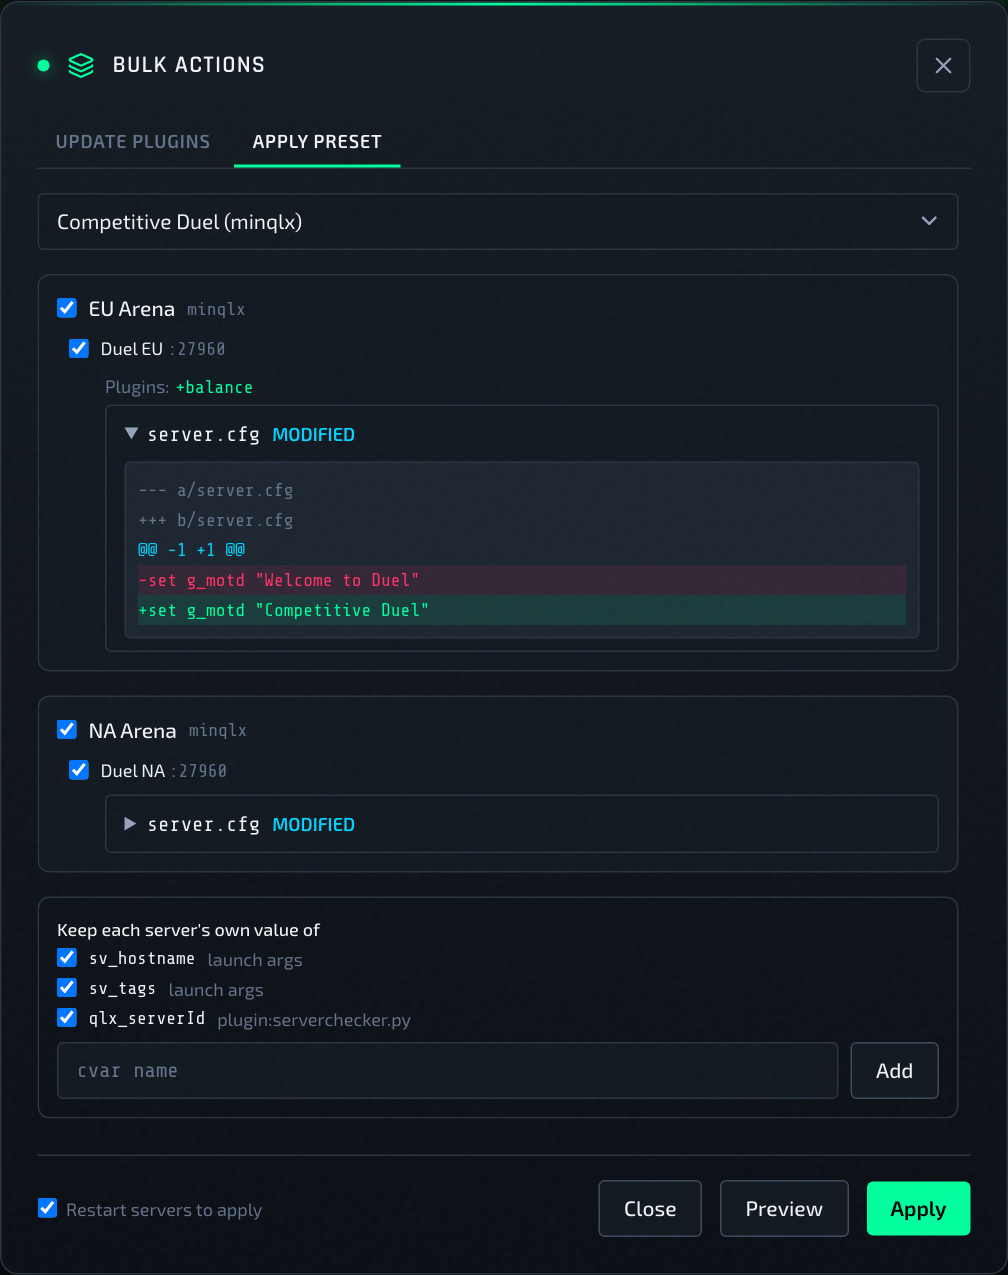 BULK ACTIONS
UPDATE PLUGINS APPLY PRESET
Competitive Duel (minqlx)
EU Arena minqlx
Duel EU :27960
Plugins: +balance
server.cfg MODIFIED
--- a/server.cfg
+++ b/server.cfg
@@ -1 +1 @@
-set g_motd "Welcome to Duel"
+set g_motd "Competitive Duel"
NA Arena minqlx
Duel NA :27960
server.cfg MODIFIED
Keep each server's own value of
sv_hostname launch args
sv_tags launch args
qlx_serverId plugin:serverchecker.py
cvar name Add
Restart servers to apply Close Preview Apply